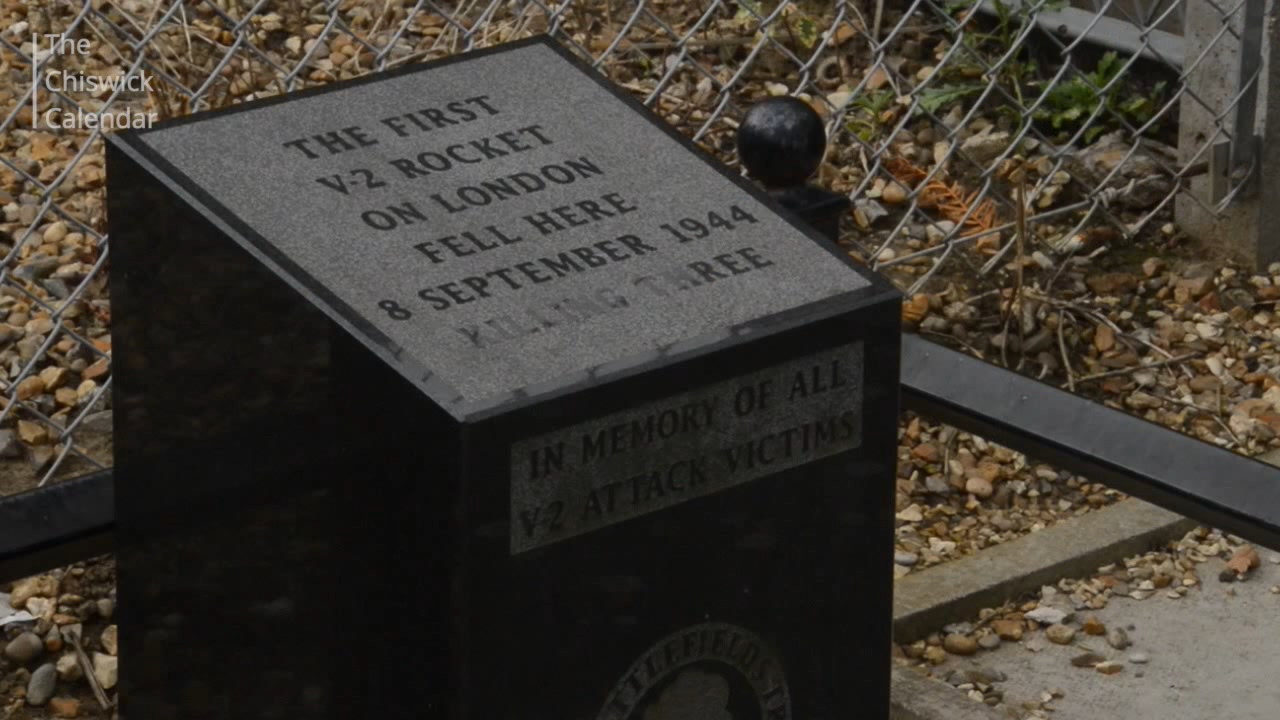 The
Chiswick
Calendar
THE FIRST
V-2 ROCKET
ON LONDON
FELL HERE
8 SEPTEMBER 1944
KILLING THREE
IN MEMORY OF ALL
V-2 ATTACK VICTIMS